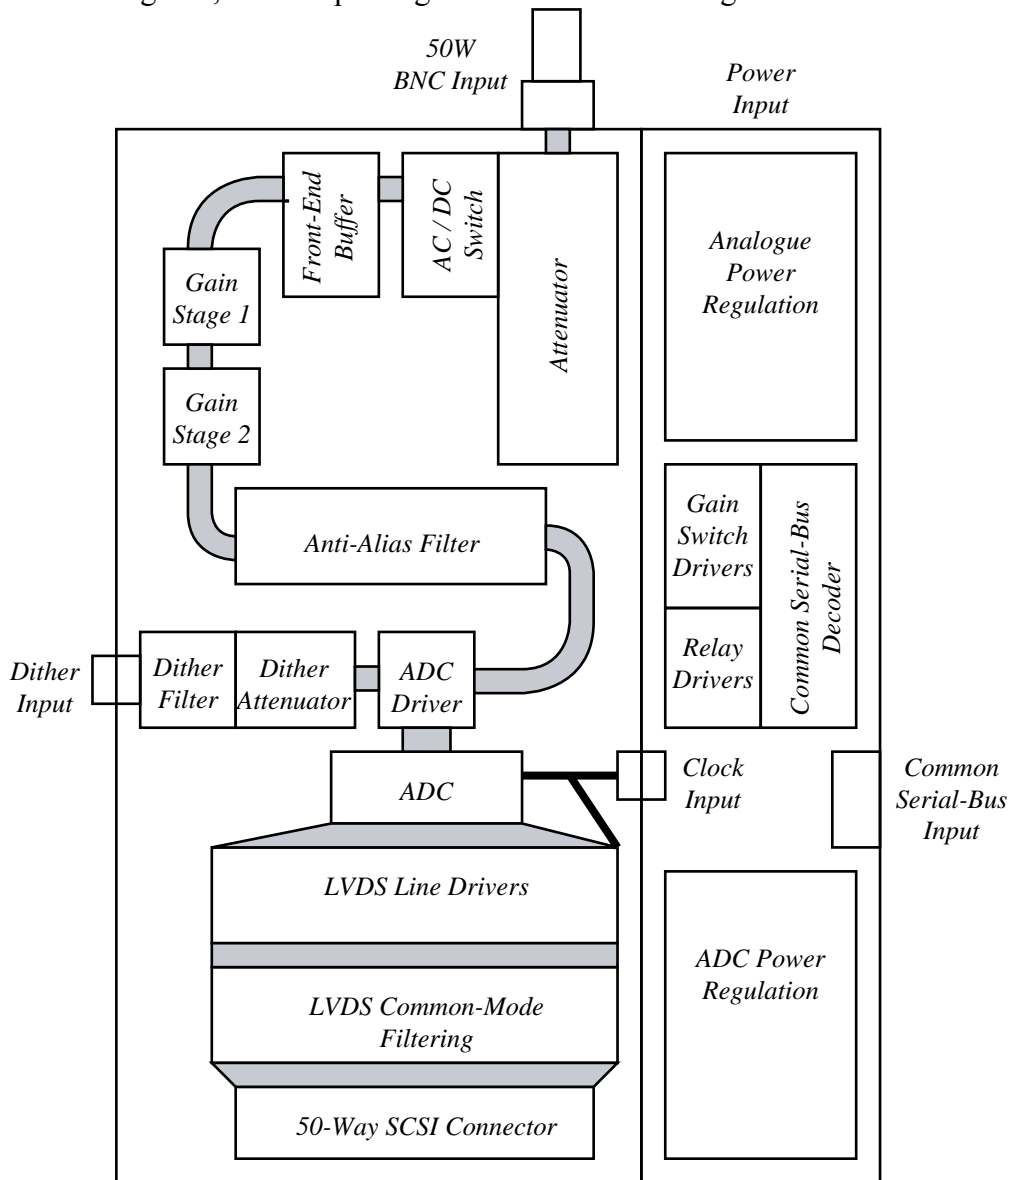 50W
BNC Input
Power
Input
Front-End
Buffer
AC / DC
Switch
Attenuator
Analogue
Power
Regulation
Gain
Stage 1
Gain
Stage 2
Anti-Alias Filter
Gain
Switch
Drivers
Common Serial-Bus
Decoder
Relay
Drivers
Dither
Input
Dither
Filter
Dither
Attenuator
ADC
Driver
ADC
Clock
Input
Common
Serial-Bus
Input
LVDS Line Drivers
ADC Power
Regulation
LVDS Common-Mode
Filtering
50-Way SCSI Connector